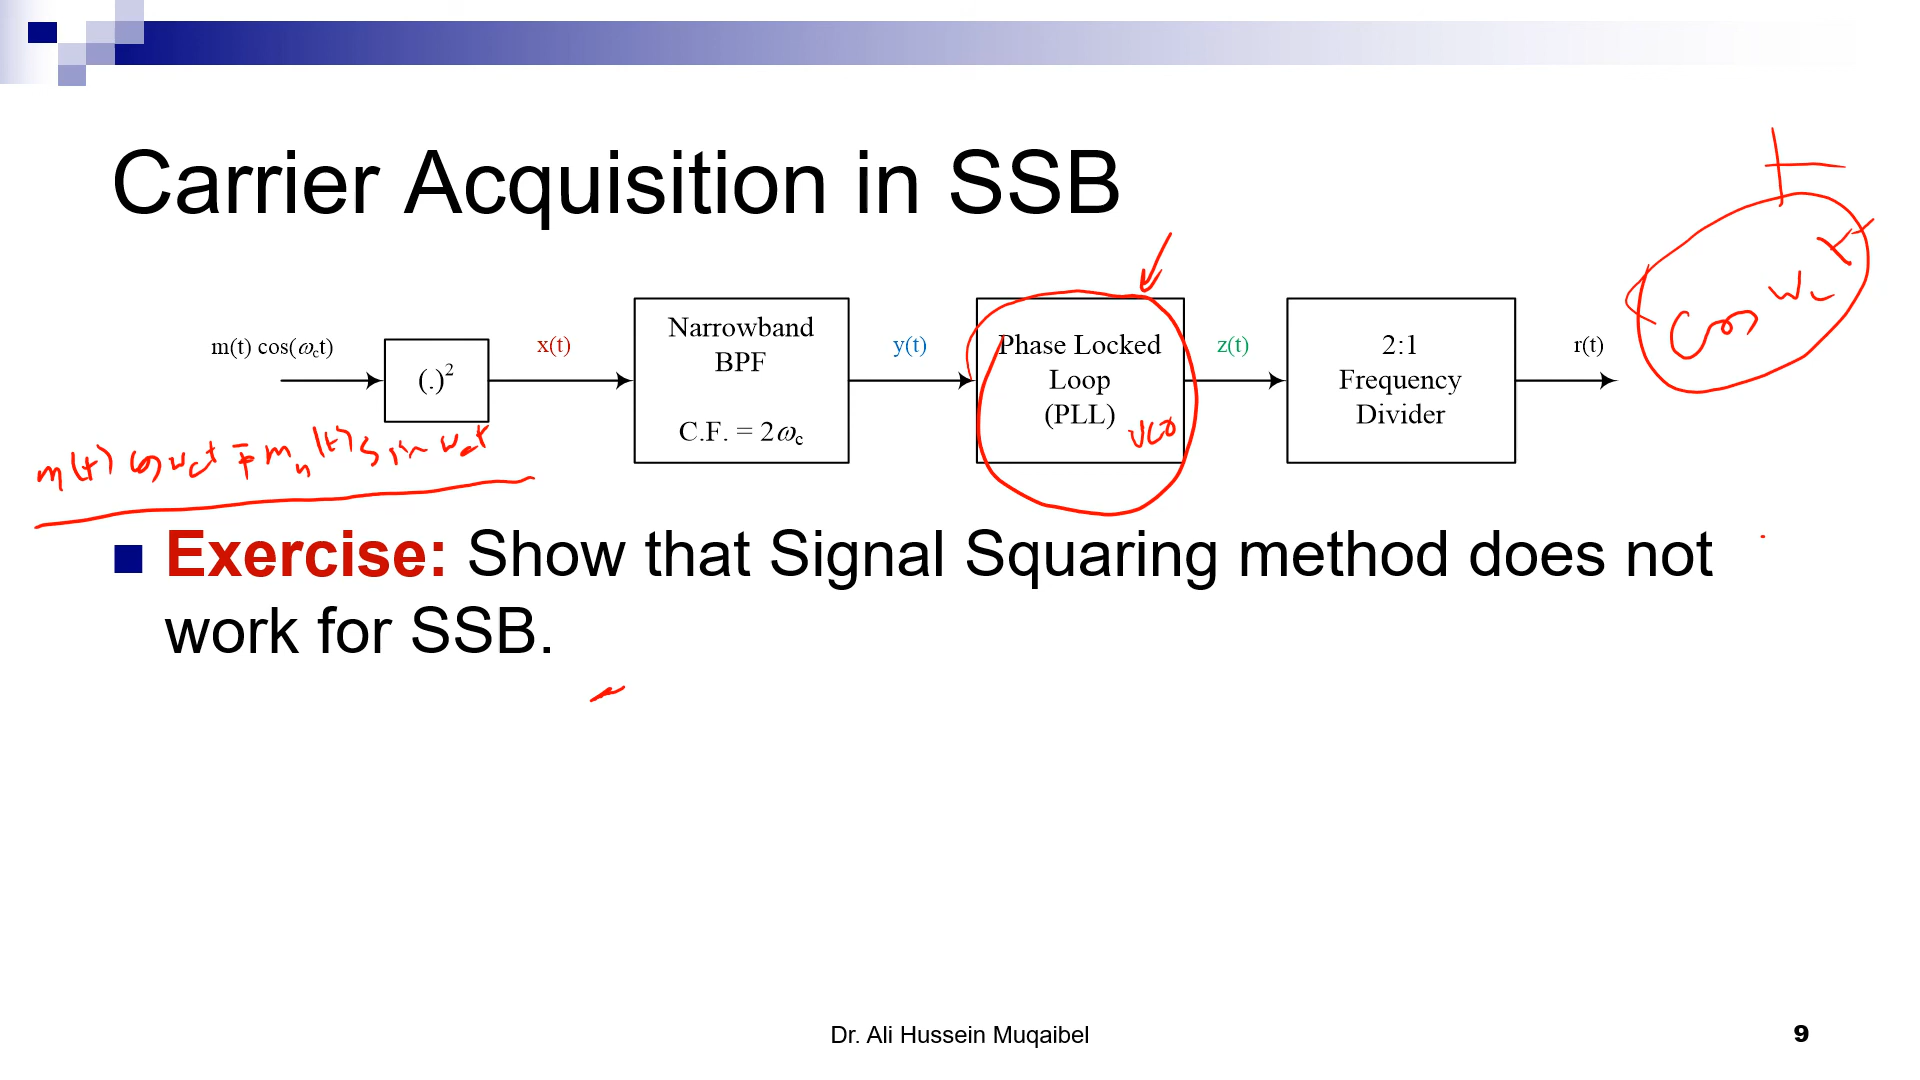 Carrier Acquisition in SSB
cos ωc t
m(t) cos(ωct)
(.)²
x(t)
Narrowband
BPF
C.F. = 2ωc
y(t)
Phase Locked
Loop
(PLL)
VCO
z(t)
2:1
Frequency
Divider
r(t)
m(t) cos ωct ∓ mh(t) sin ωct
Exercise: Show that Signal Squaring method does not
work for SSB.
Dr. Ali Hussein Muqaibel
9